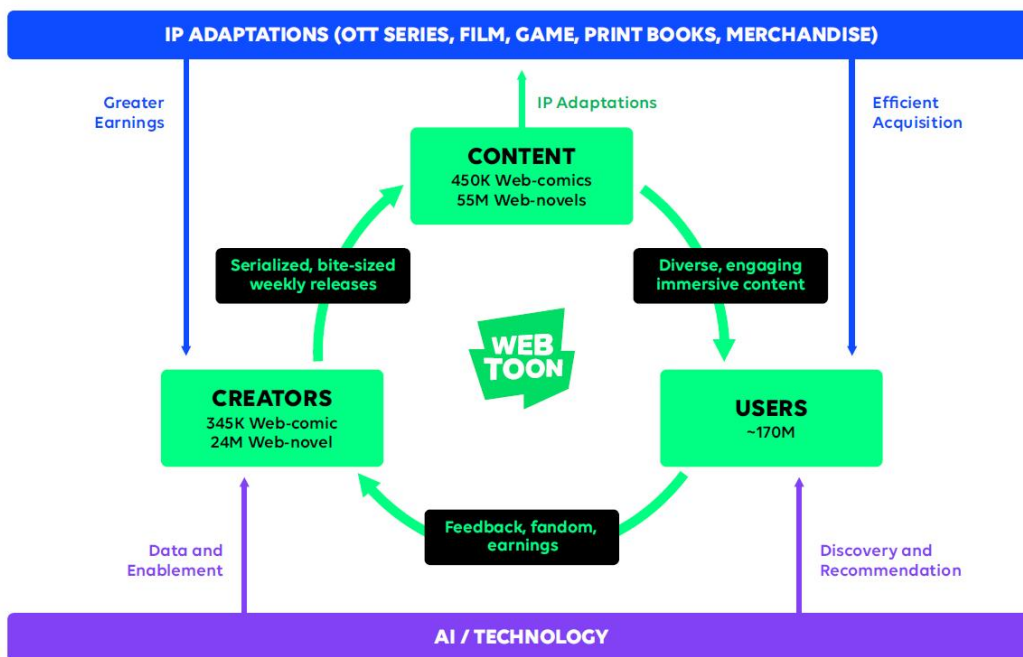 IP ADAPTATIONS (OTT SERIES, FILM, GAME, PRINT BOOKS, MERCHANDISE)
Greater
Earnings
IP Adaptations
Efficient
Acquisition
CONTENT
450K Web-comics
55M Web-novels
Serialized, bite-sized
weekly releases
Diverse, engaging
immersive content
WEB
TOON
CREATORS
345K Web-comic
24M Web-novel
USERS
~170M
Feedback, fandom,
earnings
Data and
Enablement
Discovery and
Recommendation
AI / TECHNOLOGY